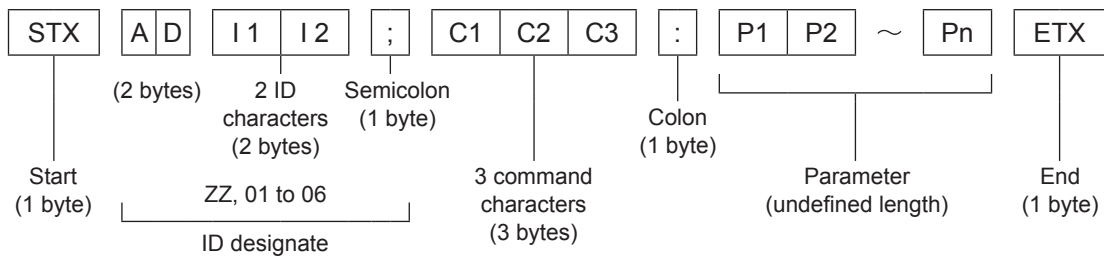 STX A D I 1 I 2 ; C1 C2 C3 : P1 P2 ～ Pn ETX
(2 bytes)
2 ID
characters
(2 bytes)
Semicolon
(1 byte)
Colon
(1 byte)
Start
(1 byte)
ZZ, 01 to 06
3 command
characters
(3 bytes)
Parameter
(undefined length)
End
(1 byte)
ID designate